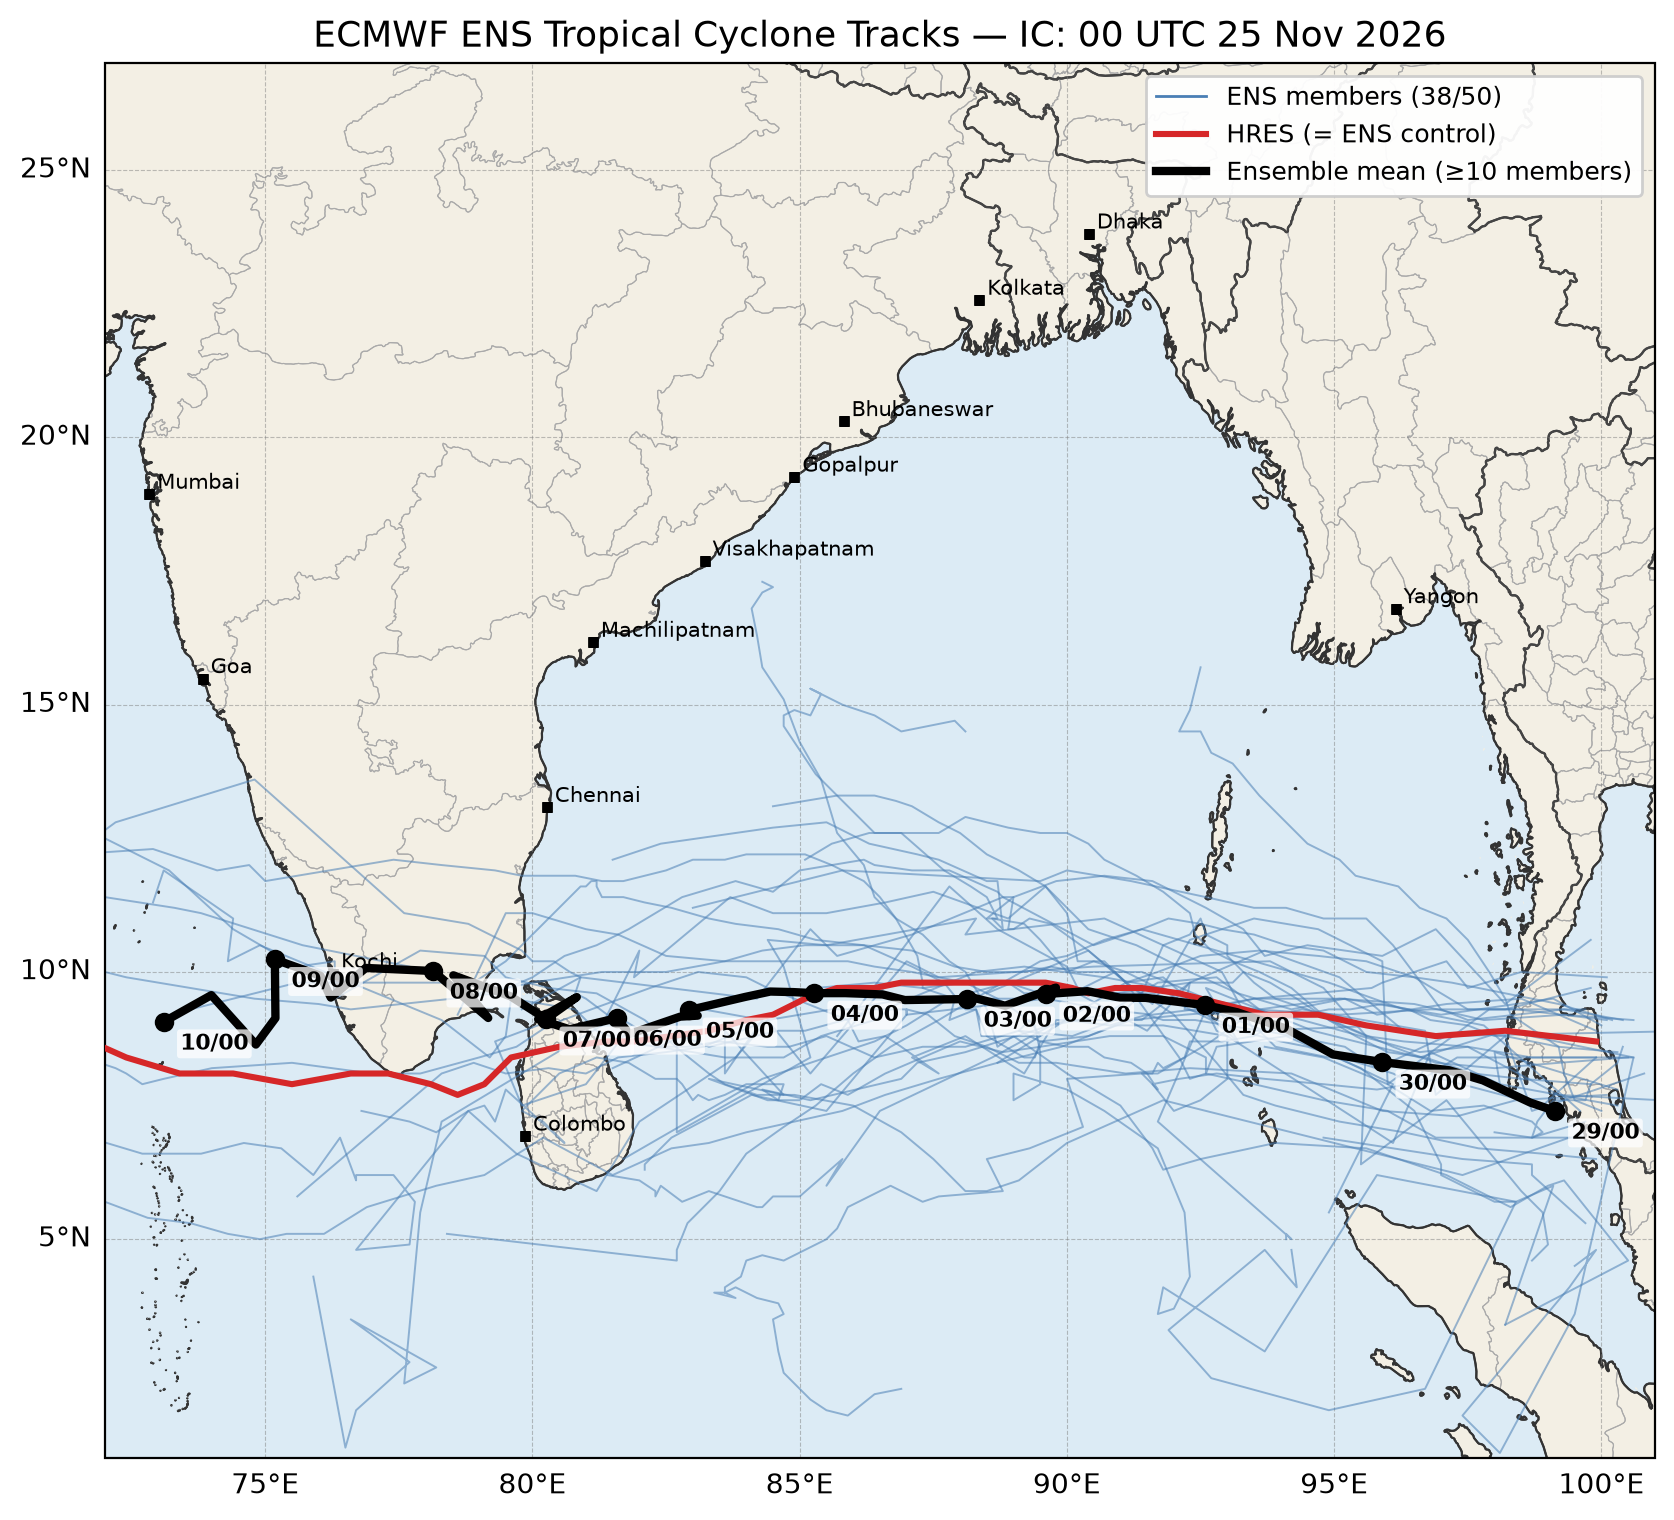 ECMWF ENS Tropical Cyclone Tracks — IC: 00 UTC 25 Nov 2026
ENS members (38/50)
HRES (= ENS control)
Ensemble mean (≥10 members)
25°N
20°N
15°N
10°N
5°N
Dhaka
Kolkata
Bhubaneswar
Gopalpur
Mumbai
Visakhapatnam
Yangon
Machilipatnam
Goa
Chennai
Kochi
Colombo
09/00
08/00
10/00
07/00
06/00
05/00
04/00
03/00
02/00
01/00
30/00
29/00
75°E
80°E
85°E
90°E
95°E
100°E